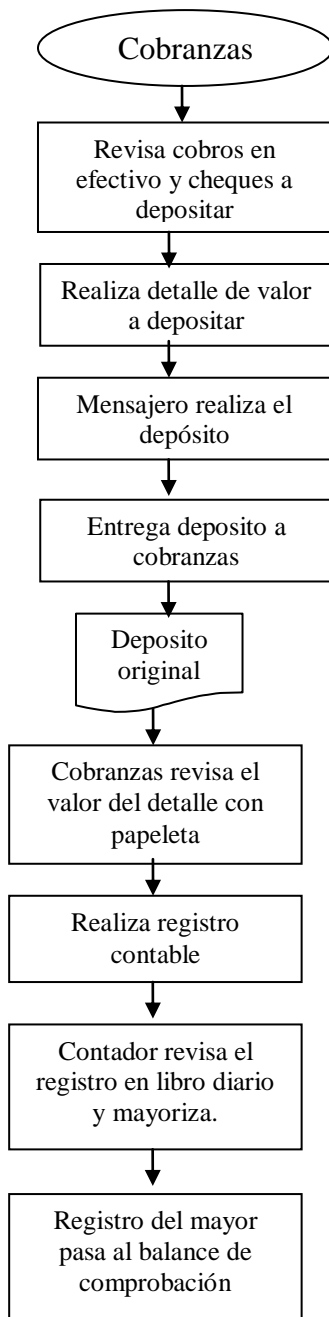 Cobranzas
Revisa cobros en
efectivo y cheques a
depositar
Realiza detalle de valor
a depositar
Mensajero realiza el
depósito
Entrega deposito a
cobranzas
Deposito
original
Cobranzas revisa el
valor del detalle con
papeleta
Realiza registro
contable
Contador revisa el
registro en libro diario
y mayoriza.
Registro del mayor
pasa al balance de
comprobación